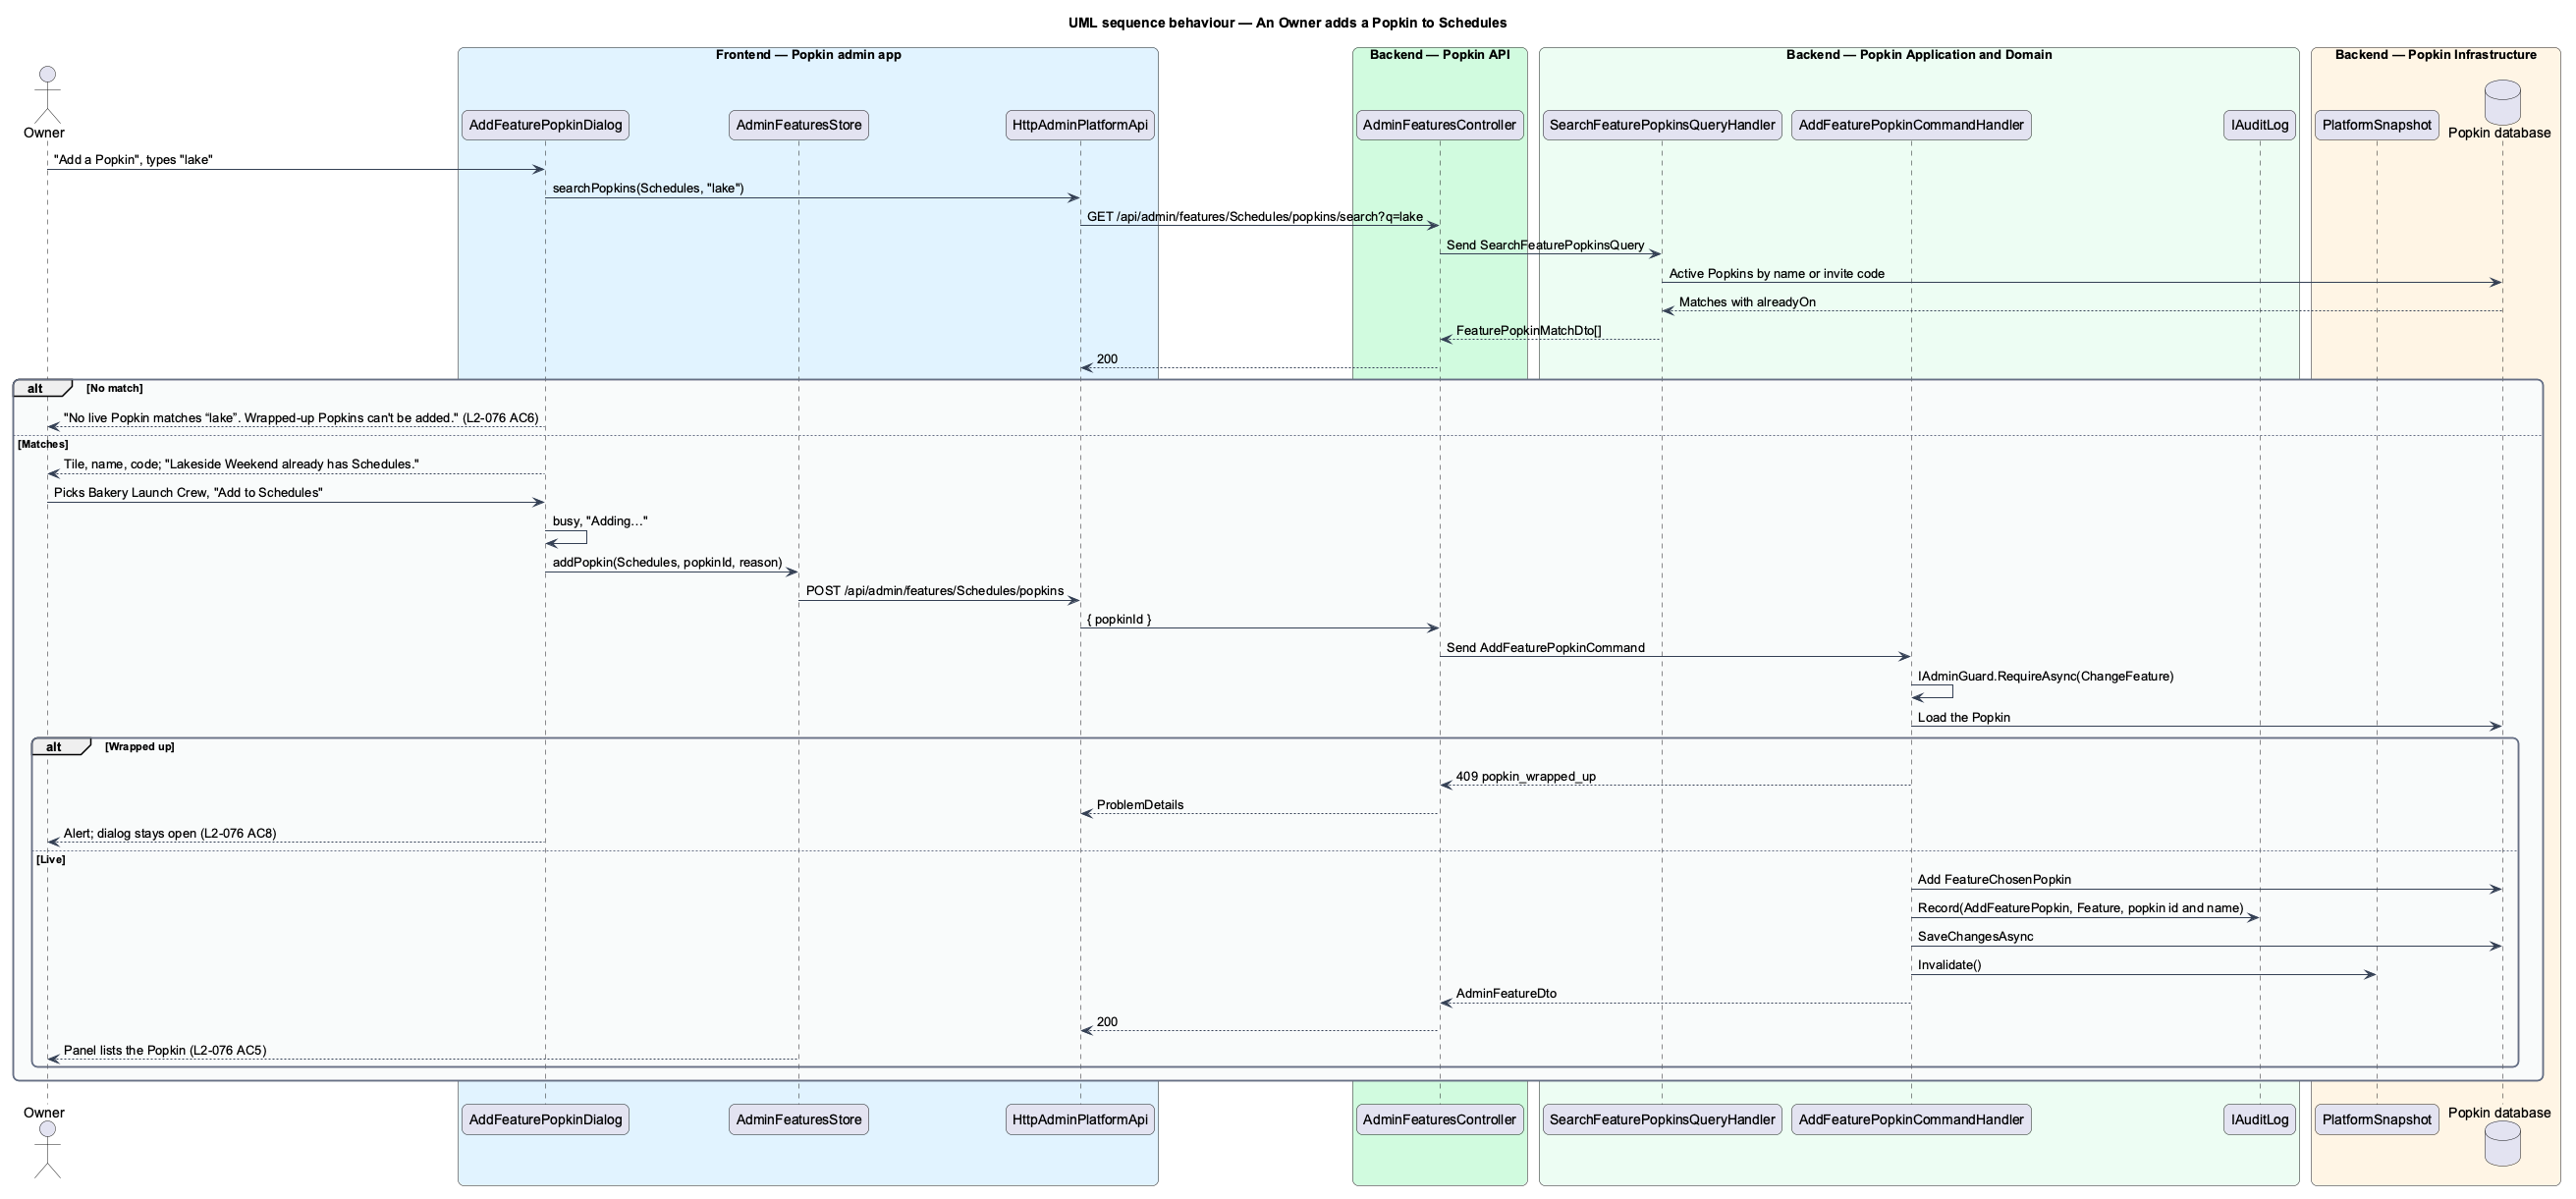 UML sequence behaviour — An Owner adds a Popkin to Schedules
Frontend — Popkin admin app
Backend — Popkin API
Backend — Popkin Application and Domain
Backend — Popkin Infrastructure
Owner
AddFeaturePopkinDialog
AdminFeaturesStore
HttpAdminPlatformApi
AdminFeaturesController
SearchFeaturePopkinsQueryHandler
AddFeaturePopkinCommandHandler
IAuditLog
PlatformSnapshot
Popkin database
"Add a Popkin", types "lake"
searchPopkins(Schedules, "lake")
GET /api/admin/features/Schedules/popkins/search?q=lake
Send SearchFeaturePopkinsQuery
Active Popkins by name or invite code
Matches with alreadyOn
FeaturePopkinMatchDto[]
200
alt [No match]
"No live Popkin matches “lake”. Wrapped-up Popkins can't be added." (L2-076 AC6)
[Matches]
Tile, name, code; "Lakeside Weekend already has Schedules."
Picks Bakery Launch Crew, "Add to Schedules"
busy, "Adding…"
addPopkin(Schedules, popkinId, reason)
POST /api/admin/features/Schedules/popkins
{ popkinId }
Send AddFeaturePopkinCommand
IAdminGuard.RequireAsync(ChangeFeature)
Load the Popkin
alt [Wrapped up]
409 popkin_wrapped_up
ProblemDetails
Alert; dialog stays open (L2-076 AC8)
[Live]
Add FeatureChosenPopkin
Record(AddFeaturePopkin, Feature, popkin id and name)
SaveChangesAsync
Invalidate()
AdminFeatureDto
200
Panel lists the Popkin (L2-076 AC5)
Owner
AddFeaturePopkinDialog
AdminFeaturesStore
HttpAdminPlatformApi
AdminFeaturesController
SearchFeaturePopkinsQueryHandler
AddFeaturePopkinCommandHandler
IAuditLog
PlatformSnapshot
Popkin database